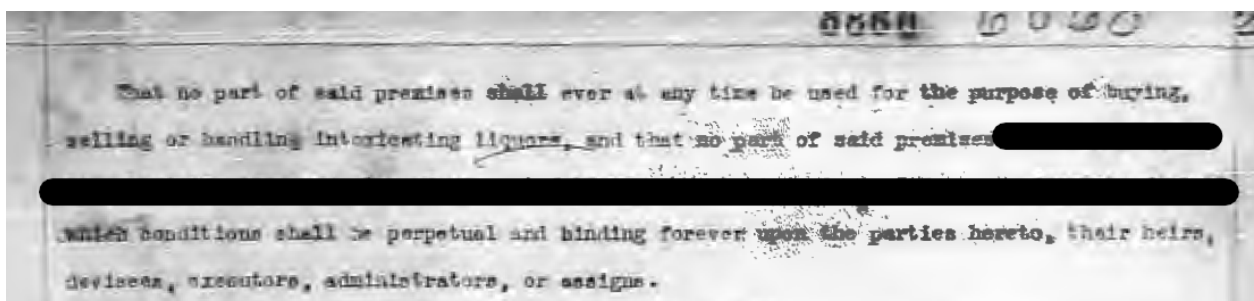 That no part of said premises shall ever at any time be used for the purpose of buying,
selling or handling intoxicating liquors, and that no part of said premises
which conditions shall be perpetual and binding forever upon the parties hereto, their heirs,
devisees, executors, administrators, or assigns.